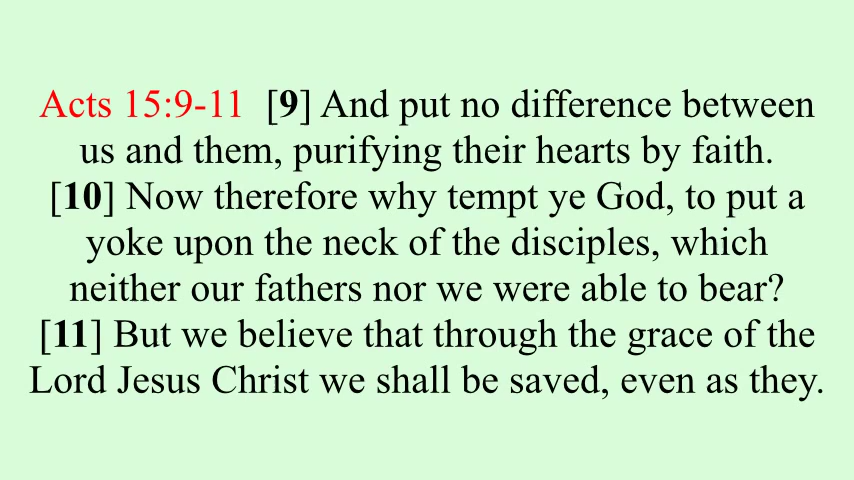 Acts 15:9-11  [9] And put no difference between
us and them, purifying their hearts by faith.
[10] Now therefore why tempt ye God, to put a
yoke upon the neck of the disciples, which
neither our fathers nor we were able to bear?
[11] But we believe that through the grace of the
Lord Jesus Christ we shall be saved, even as they.